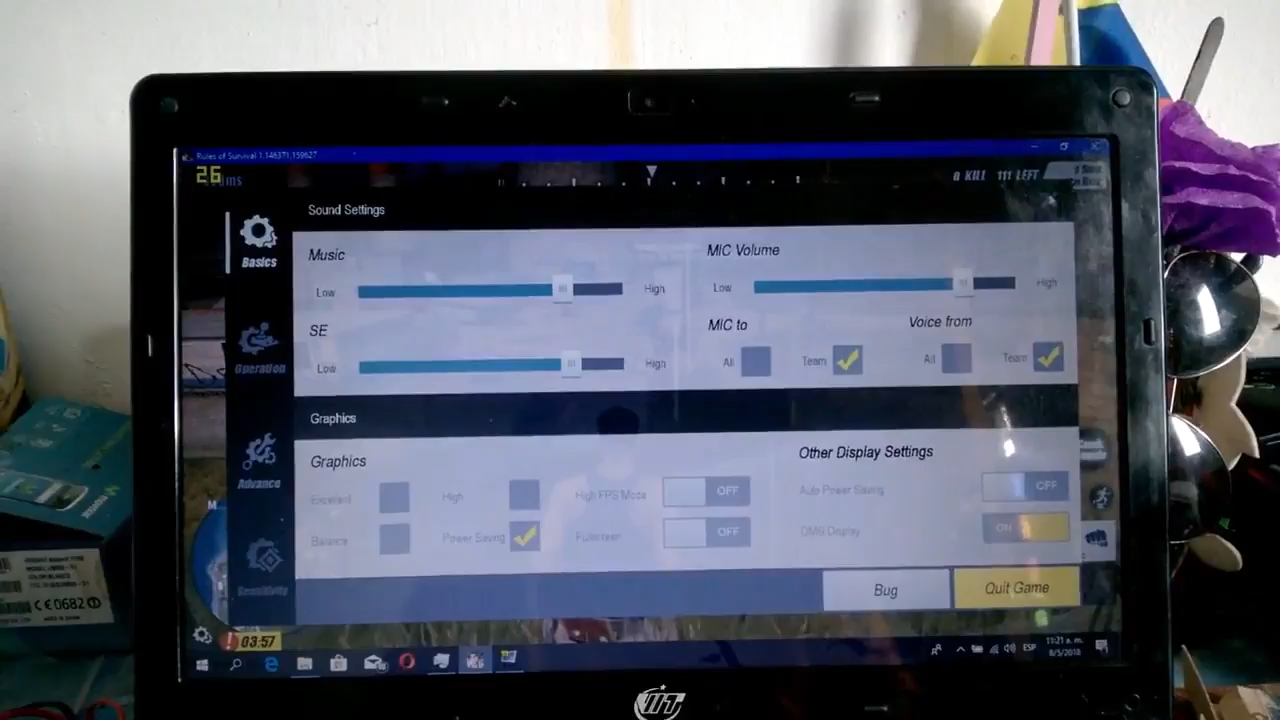 Rules of Survival 1.146371.159627
26
ms
0 KILL 111 LEFT
Sound Settings
Basics
Music
MIC Volume
Low
High
Low
High
SE
MIC to
Voice from
Low
High
All
Team
All
Team
Operation
Graphics
Graphics
Other Display Settings
Advance
Excellent
High
High FPS Mode
OFF
Auto Power Saving
OFF
Balance
Power Saving
Fullscreen
OFF
DMG Display
ON
Sensitivity
Bug
Quit Game
03:57
ESP
11:21 a. m.
8/5/2018
CE0682